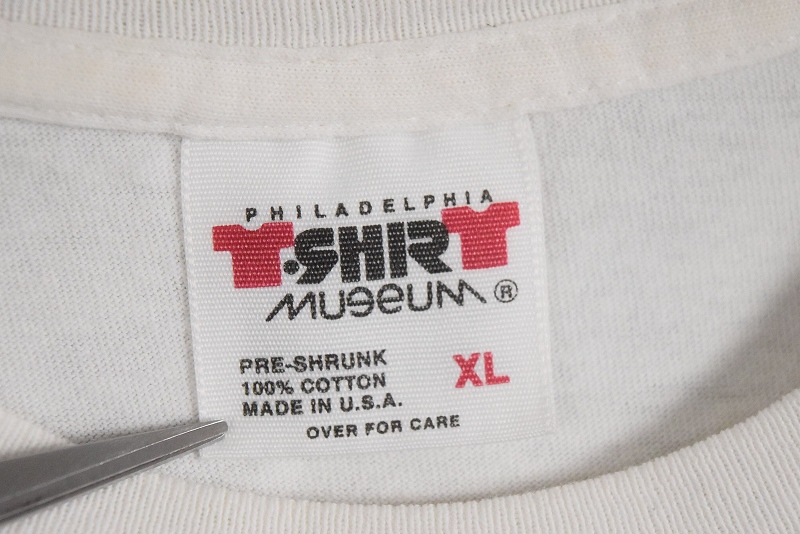 PHILADELPHIA
T·SHIRT
MUSEUM ®
PRE-SHRUNK
100% COTTON
MADE IN U.S.A.
XL
OVER FOR CARE